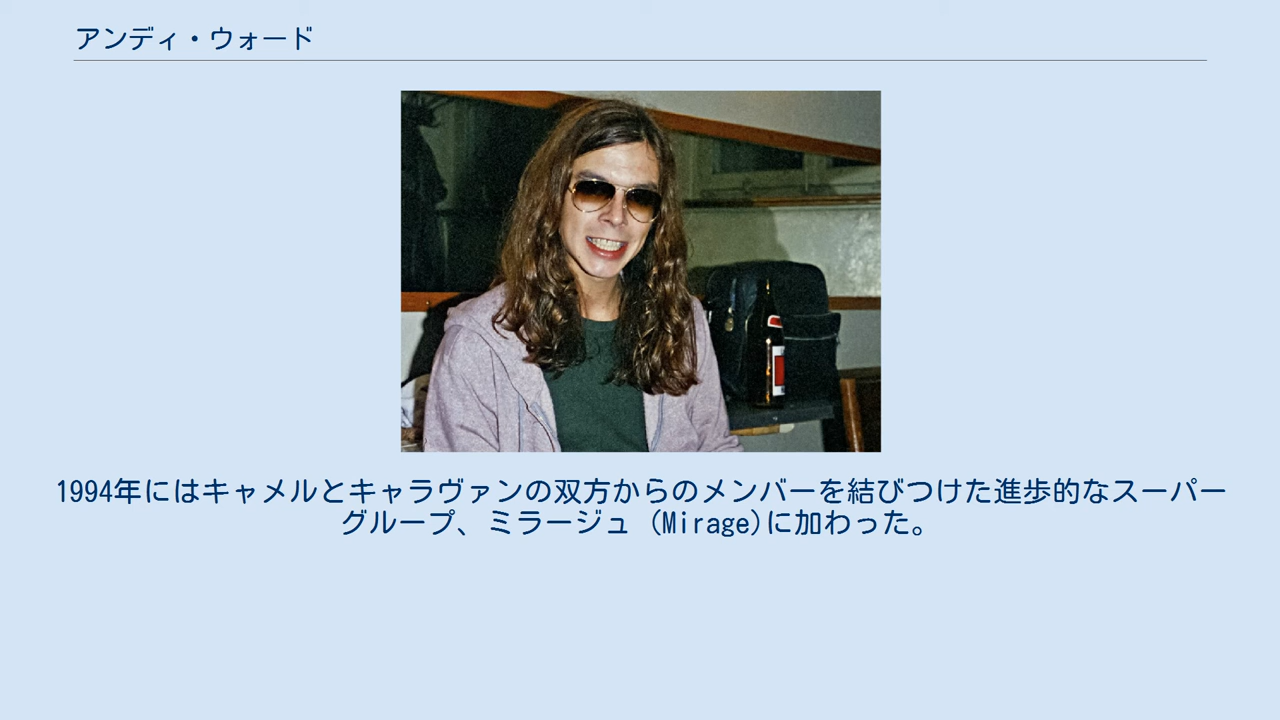 アンディ・ウォード
1994年にはキャメルとキャラヴァンの双方からのメンバーを結びつけた進歩的なスーパー
グループ、ミラージュ (Mirage)に加わった。